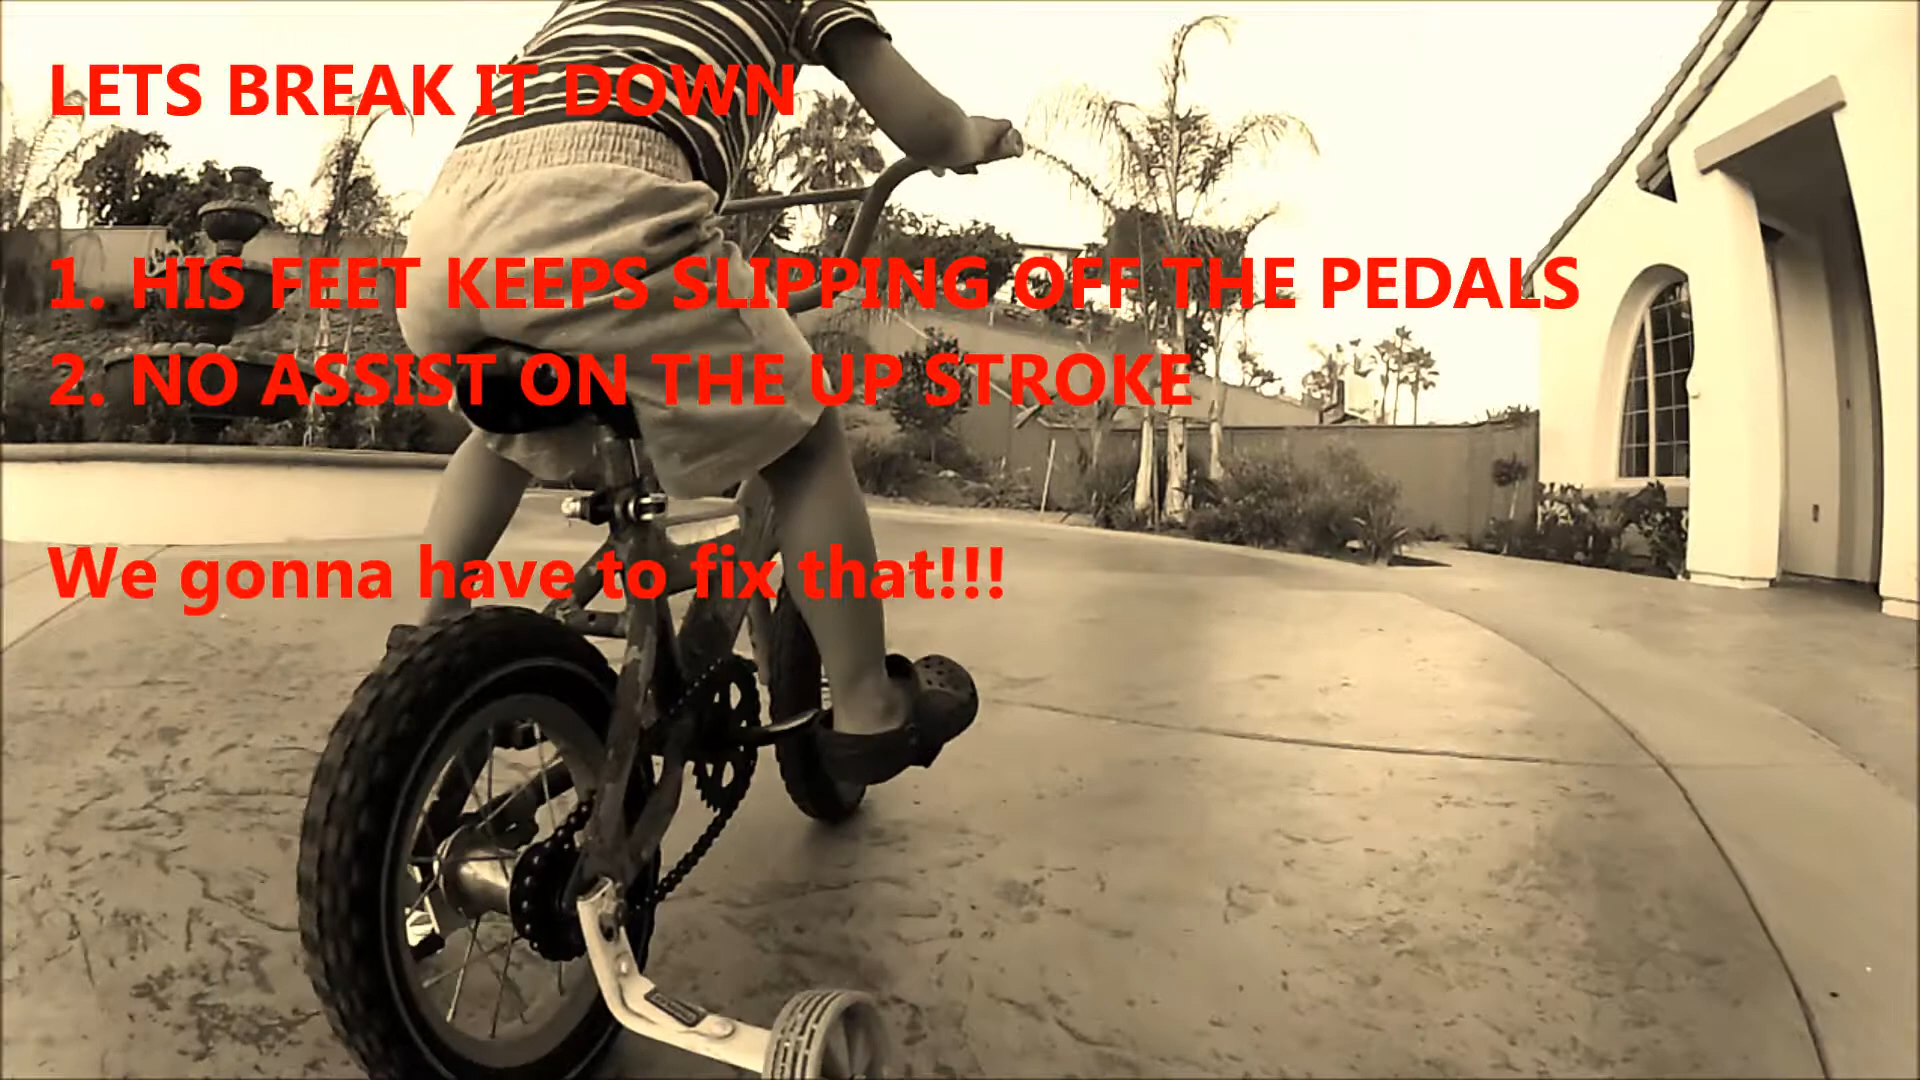 LETS BREAK IT DOWN
1. HIS FEET KEEPS SLIPPING OFF THE PEDALS
2. NO ASSIST ON THE UP STROKE
We gonna have to fix that!!!